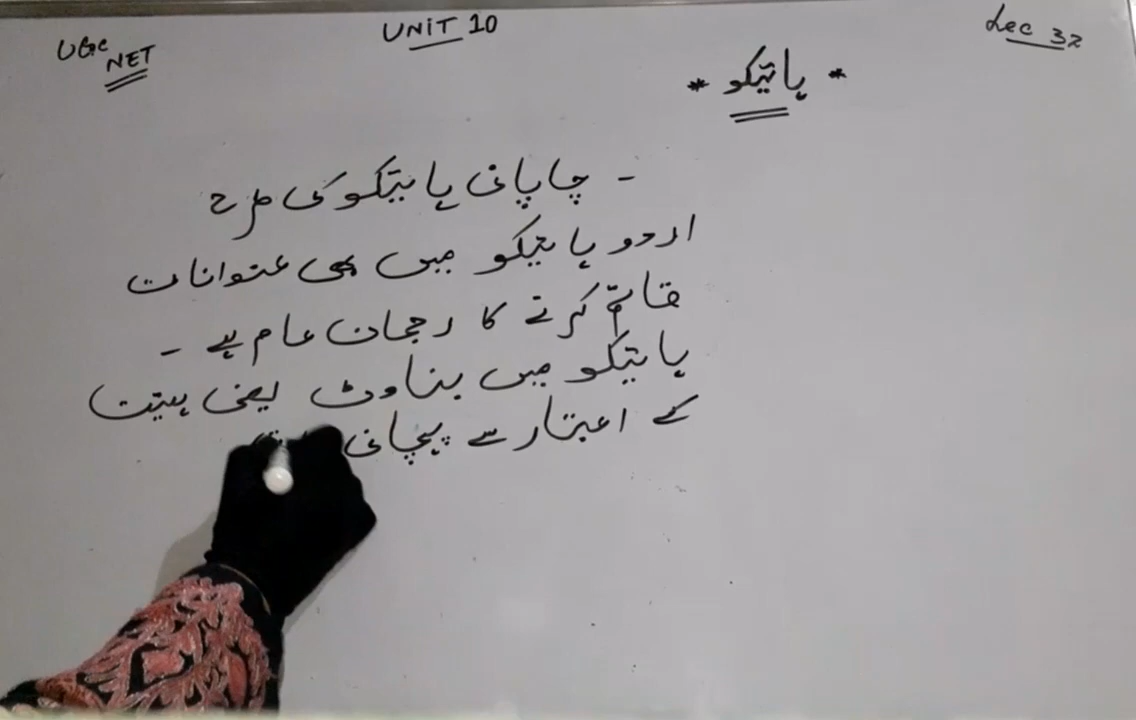 UGC NET
UNIT 10
Lec 32
* ہائیکو *
- جاپانی ہائیکو کی طرح
اردو ہائیکو میں بھی عنوانات
قائم کرنے کا رجحان عام ہے -
ہائیکو میں بناوٹ یعنی ہیئت
کے اعتبار سے پہچانی